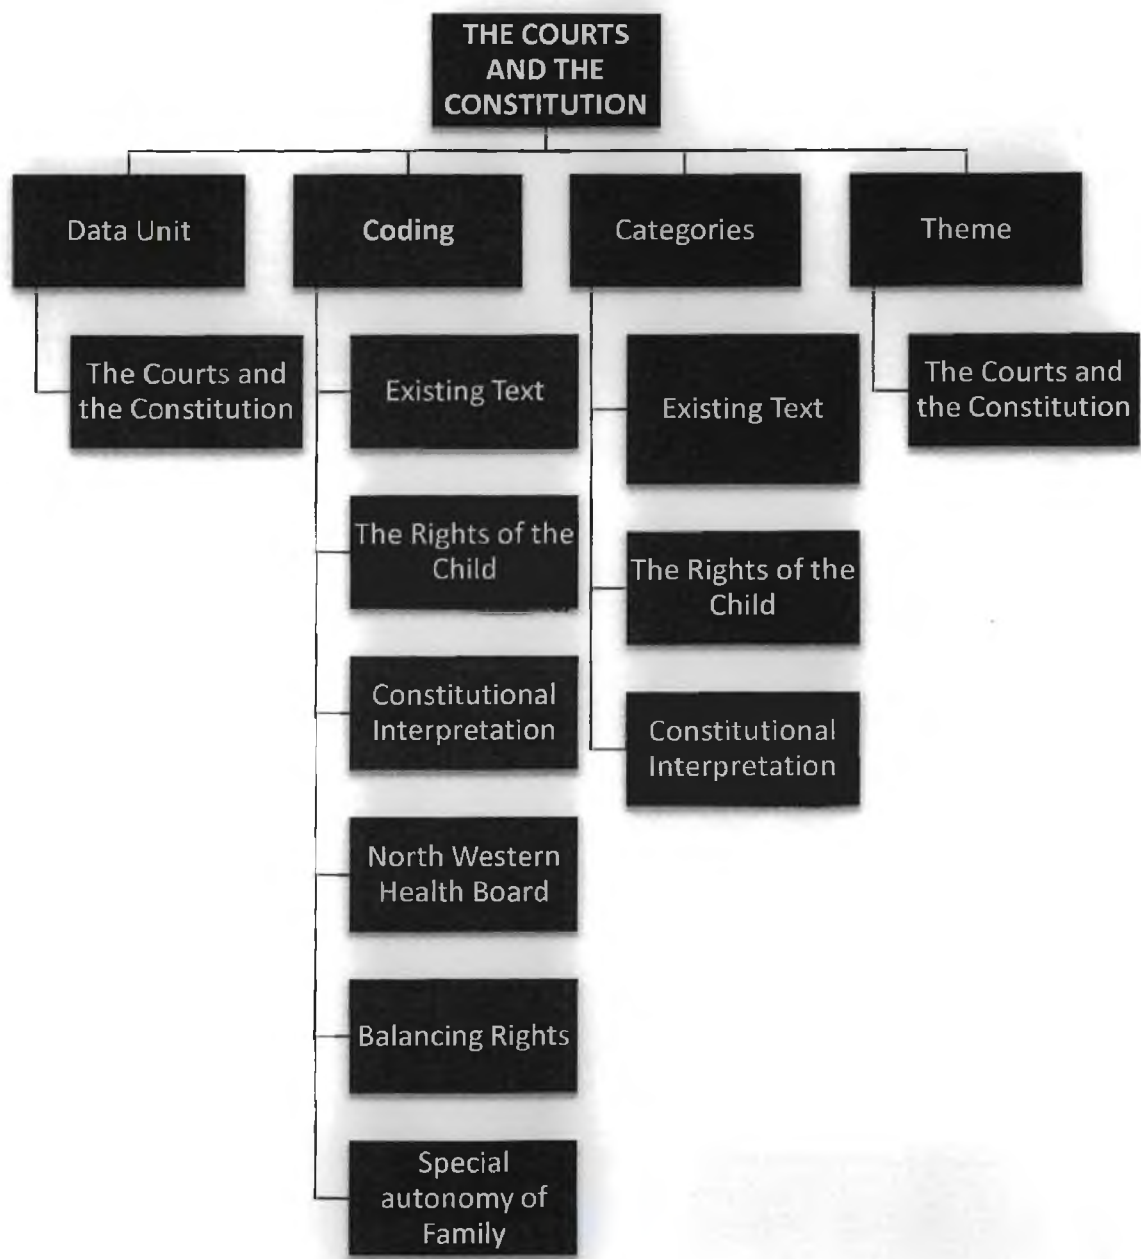 THE COURTS
AND THE
CONSTITUTION
Data Unit
The Courts and
the Constitution
Coding
Existing Text
The Rights of the
Child
Constitutional
Interpretation
North Western
Health Board
Balancing Rights
Special
autonomy of
Family
Categories
Existing Text
The Rights of the
Child
Constitutional
Interpretation
Theme
The Courts and
the Constitution